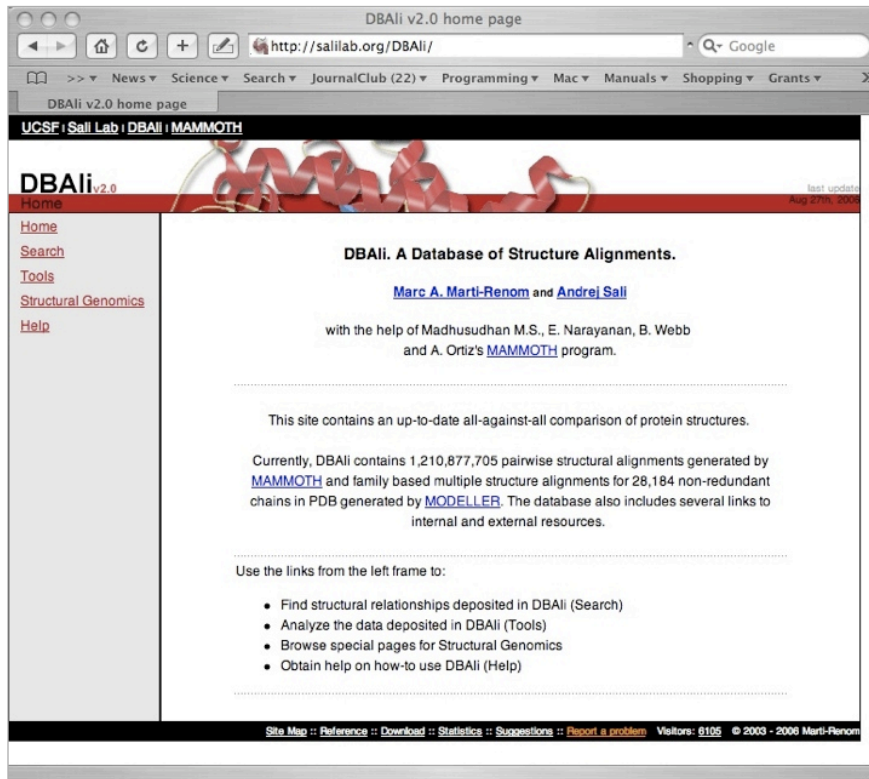 DBAli v2.0 home page
http://salilab.org/DBAli/
Google
>> News Science Search JournalClub (22) Programming Mac Manuals Shopping Grants
DBAli v2.0 home page
UCSF Sali Lab DBAli MAMMOTH
DBAli v2.0
last update
Home
Aug 27th, 2006
Home
Search
Tools
Structural Genomics
Help
DBAli. A Database of Structure Alignments.
Marc A. Marti-Renom and Andrej Sali
with the help of Madhusudhan M.S., E. Narayanan, B. Webb
and A. Ortiz's MAMMOTH program.
This site contains an up-to-date all-against-all comparison of protein structures.
Currently, DBAli contains 1,210,877,705 pairwise structural alignments generated by
MAMMOTH and family based multiple structure alignments for 28,184 non-redundant
chains in PDB generated by MODELLER. The database also includes several links to
internal and external resources.
Use the links from the left frame to:
• Find structural relationships deposited in DBAli (Search)
• Analyze the data deposited in DBAli (Tools)
• Browse special pages for Structural Genomics
• Obtain help on how-to use DBAli (Help)
Site Map :: Reference :: Download :: Statistics :: Suggestions :: Report a problem Visitors: 6105 © 2003 - 2006 Marti-Renom